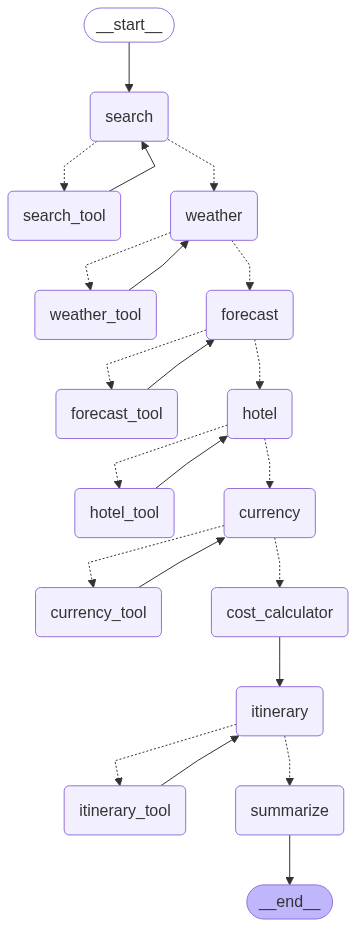 __start__
search
search_tool
weather
weather_tool
forecast
forecast_tool
hotel
hotel_tool
currency
currency_tool
cost_calculator
itinerary
itinerary_tool
summarize
__end__